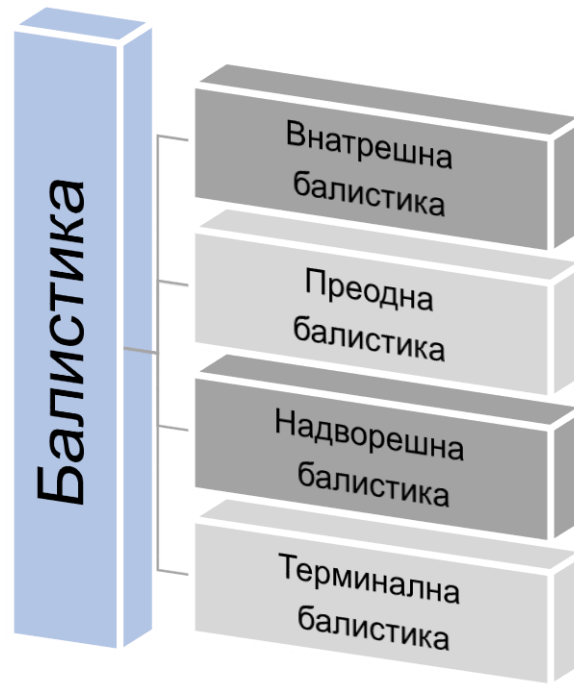 Балистика
Внатрешна
балистика
Преодна
балистика
Надворешна
балистика
Терминална
балистика